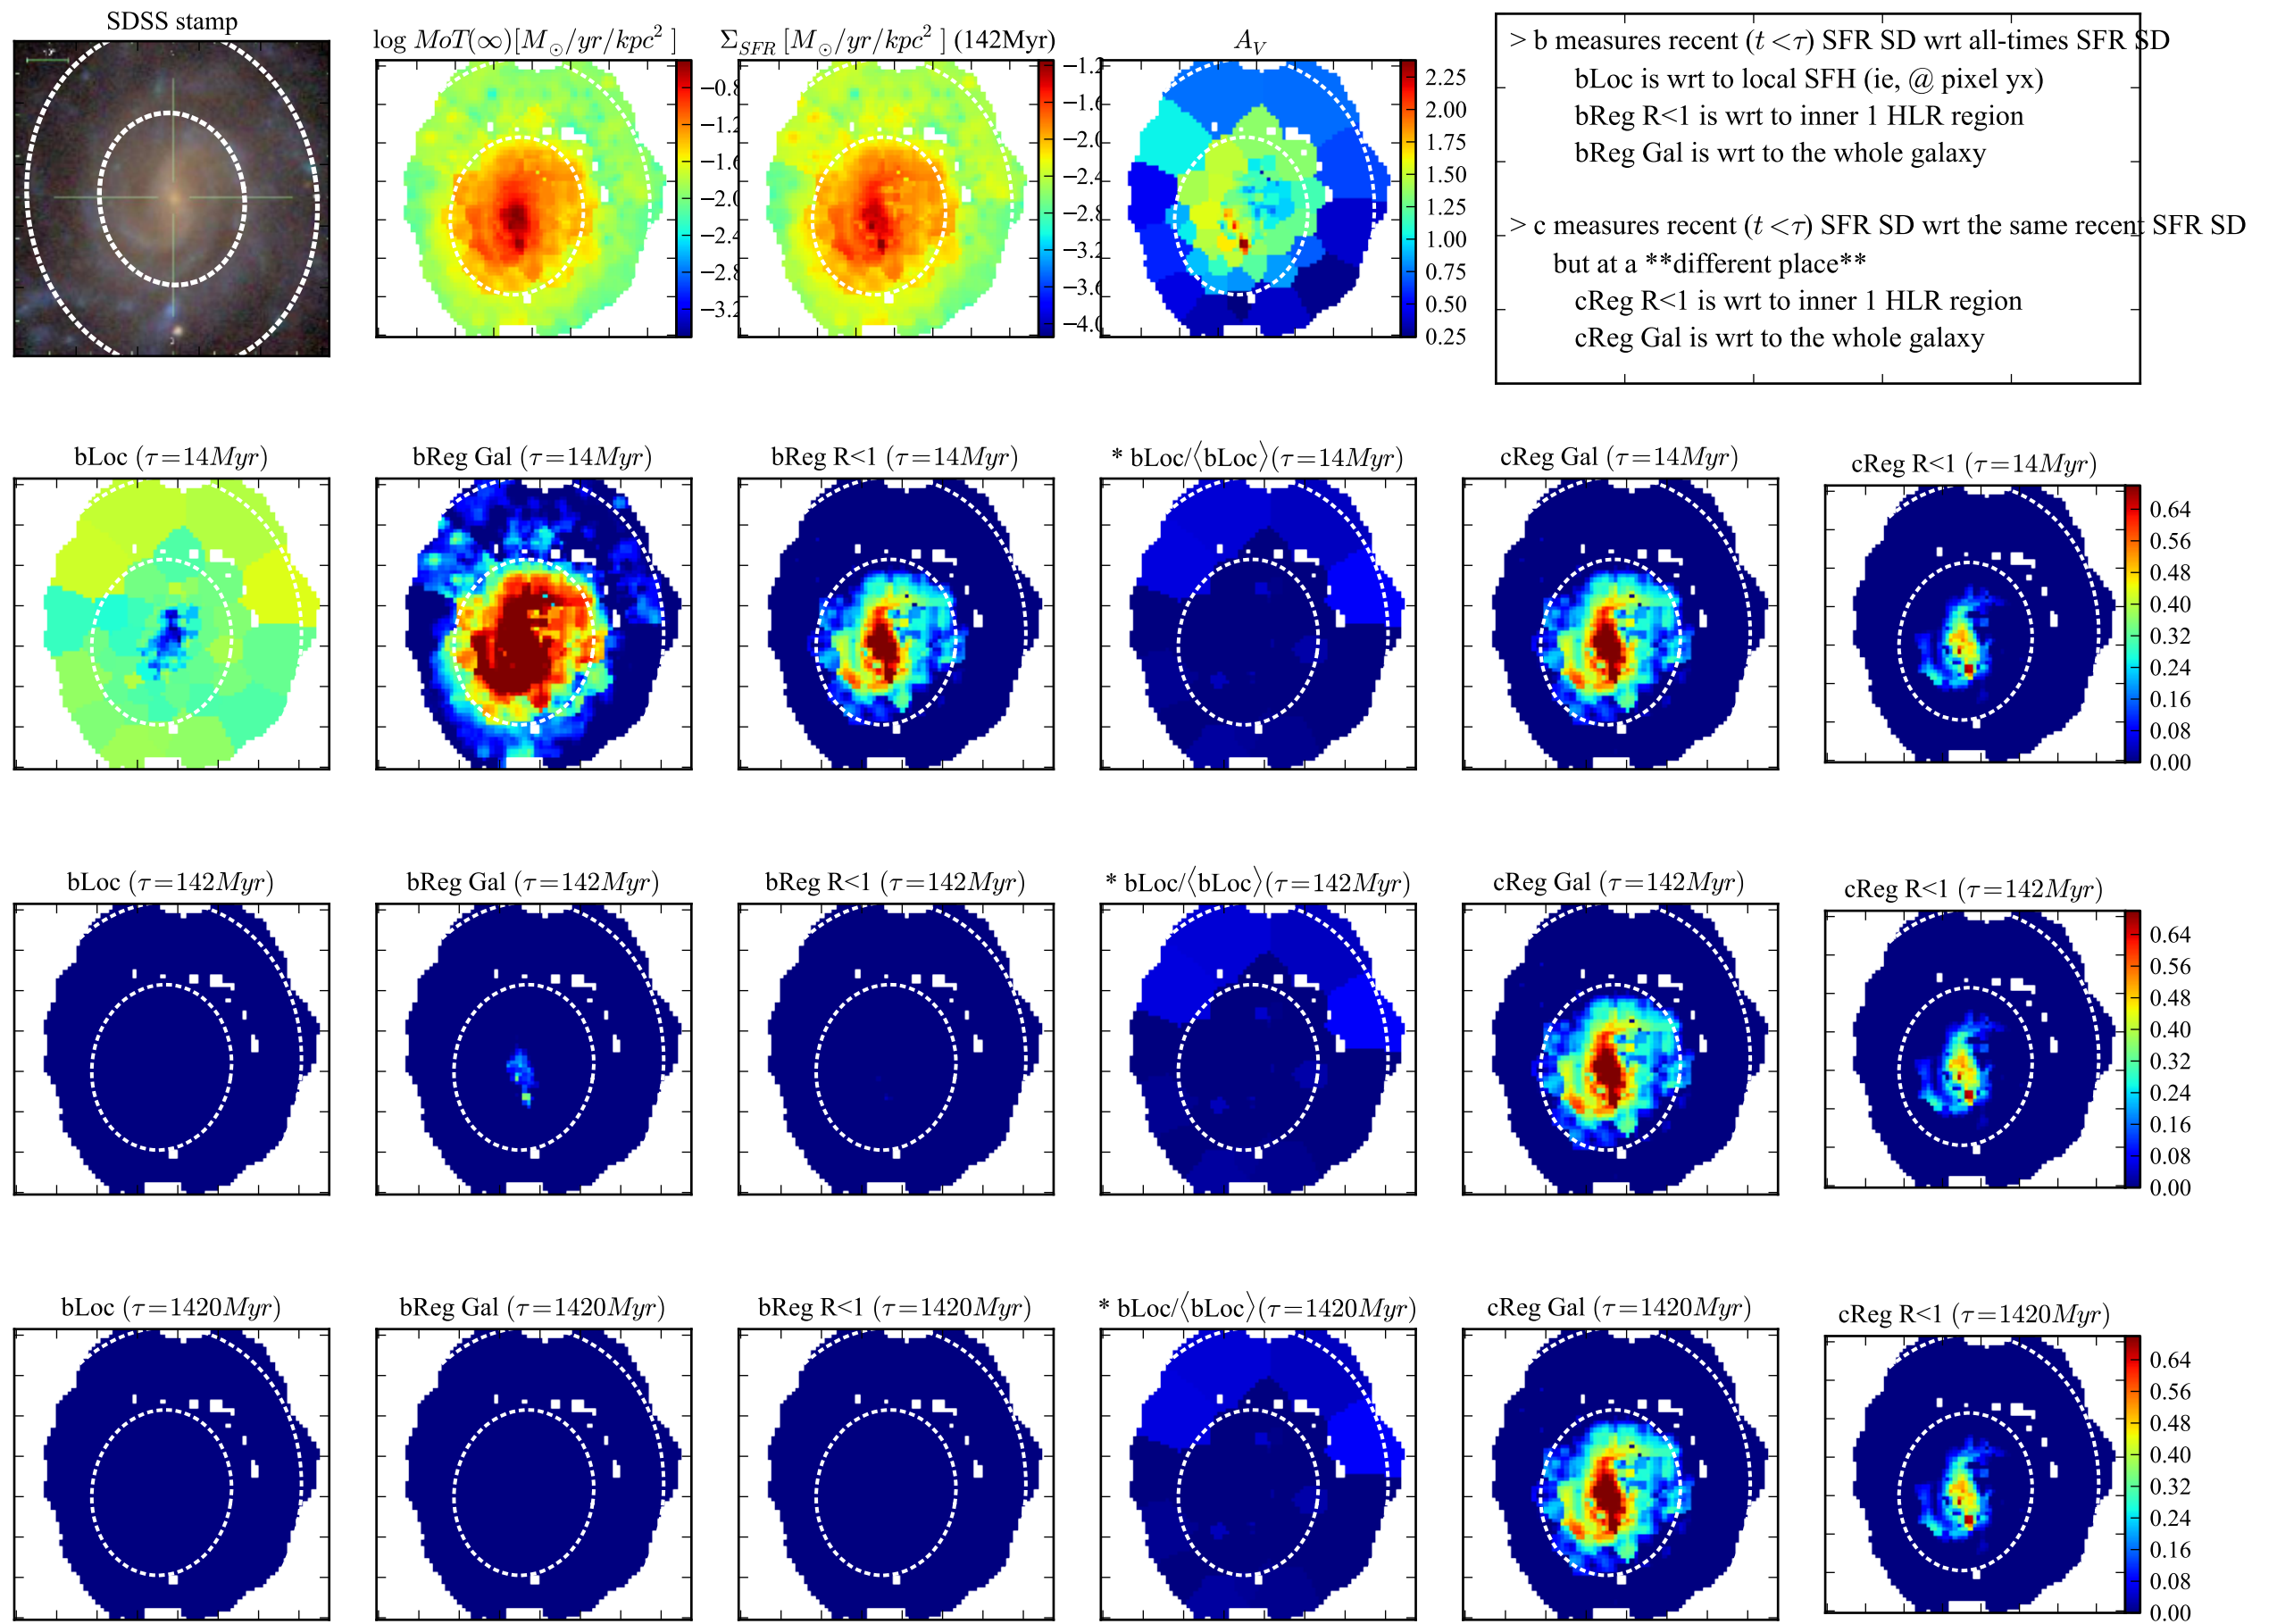 SDSS stamp
log MoT(∞)[M⊙/yr/kpc² ]
Σ_SFR [M⊙/yr/kpc² ] (142Myr)
A_V
−0.8
−1.2
−1.6
−2.0
−2.4
−2.8
−3.2
−1.2
−1.6
−2.0
−2.4
−2.8
−3.2
−3.6
−4.0
2.25
2.00
1.75
1.50
1.25
1.00
0.75
0.50
0.25
> b measures recent (t <τ) SFR SD wrt all-times SFR SD
bLoc is wrt to local SFH (ie, @ pixel yx)
bReg R<1 is wrt to inner 1 HLR region
bReg Gal is wrt to the whole galaxy
> c measures recent (t <τ) SFR SD wrt the same recent SFR SD
but at a **different place**
cReg R<1 is wrt to inner 1 HLR region
cReg Gal is wrt to the whole galaxy
bLoc (τ=14Myr)
bReg Gal (τ=14Myr)
bReg R<1 (τ=14Myr)
* bLoc/⟨bLoc⟩(τ=14Myr)
cReg Gal (τ=14Myr)
cReg R<1 (τ=14Myr)
0.64
0.56
0.48
0.40
0.32
0.24
0.16
0.08
0.00
bLoc (τ=142Myr)
bReg Gal (τ=142Myr)
bReg R<1 (τ=142Myr)
* bLoc/⟨bLoc⟩(τ=142Myr)
cReg Gal (τ=142Myr)
cReg R<1 (τ=142Myr)
0.64
0.56
0.48
0.40
0.32
0.24
0.16
0.08
0.00
bLoc (τ=1420Myr)
bReg Gal (τ=1420Myr)
bReg R<1 (τ=1420Myr)
* bLoc/⟨bLoc⟩(τ=1420Myr)
cReg Gal (τ=1420Myr)
cReg R<1 (τ=1420Myr)
0.64
0.56
0.48
0.40
0.32
0.24
0.16
0.08
0.00